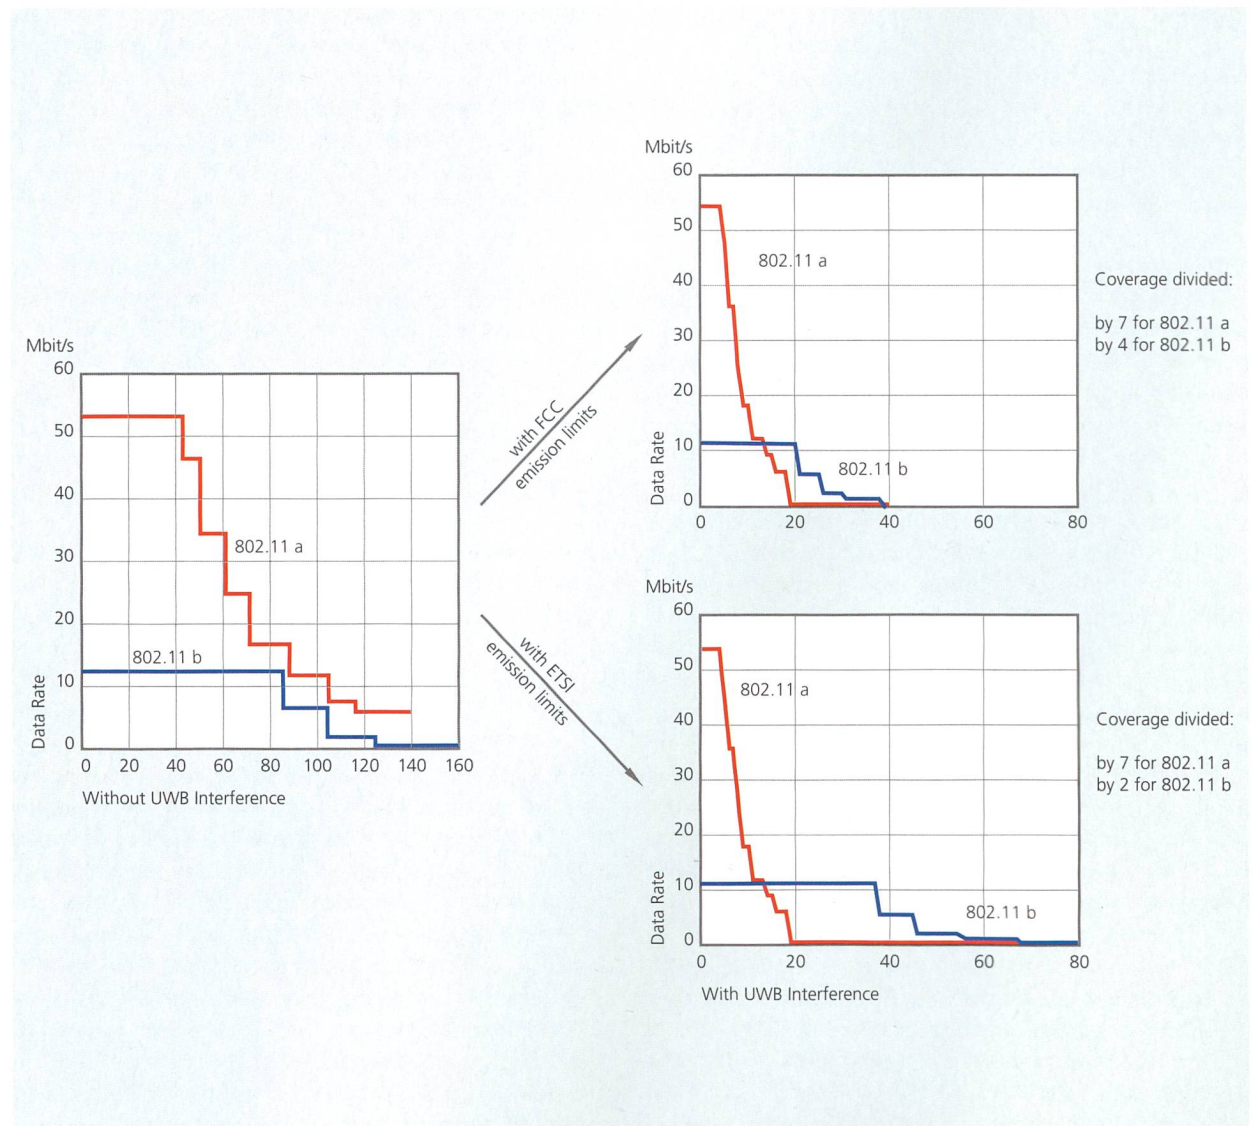 Mbit/s
60
50
40
30
20
10
0
Data Rate
802.11 a
802.11 b
0 20 40 60 80 100 120 140 160
Without UWB Interference
with FCC
emission limits
with ETSI
emission limits
Mbit/s
60
50
40
30
20
10
0
Data Rate
802.11 a
802.11 b
0 20 40 60 80
Coverage divided:
by 7 for 802.11 a
by 4 for 802.11 b
Mbit/s
60
50
40
30
20
10
0
Data Rate
802.11 a
802.11 b
0 20 40 60 80
With UWB Interference
Coverage divided:
by 7 for 802.11 a
by 2 for 802.11 b